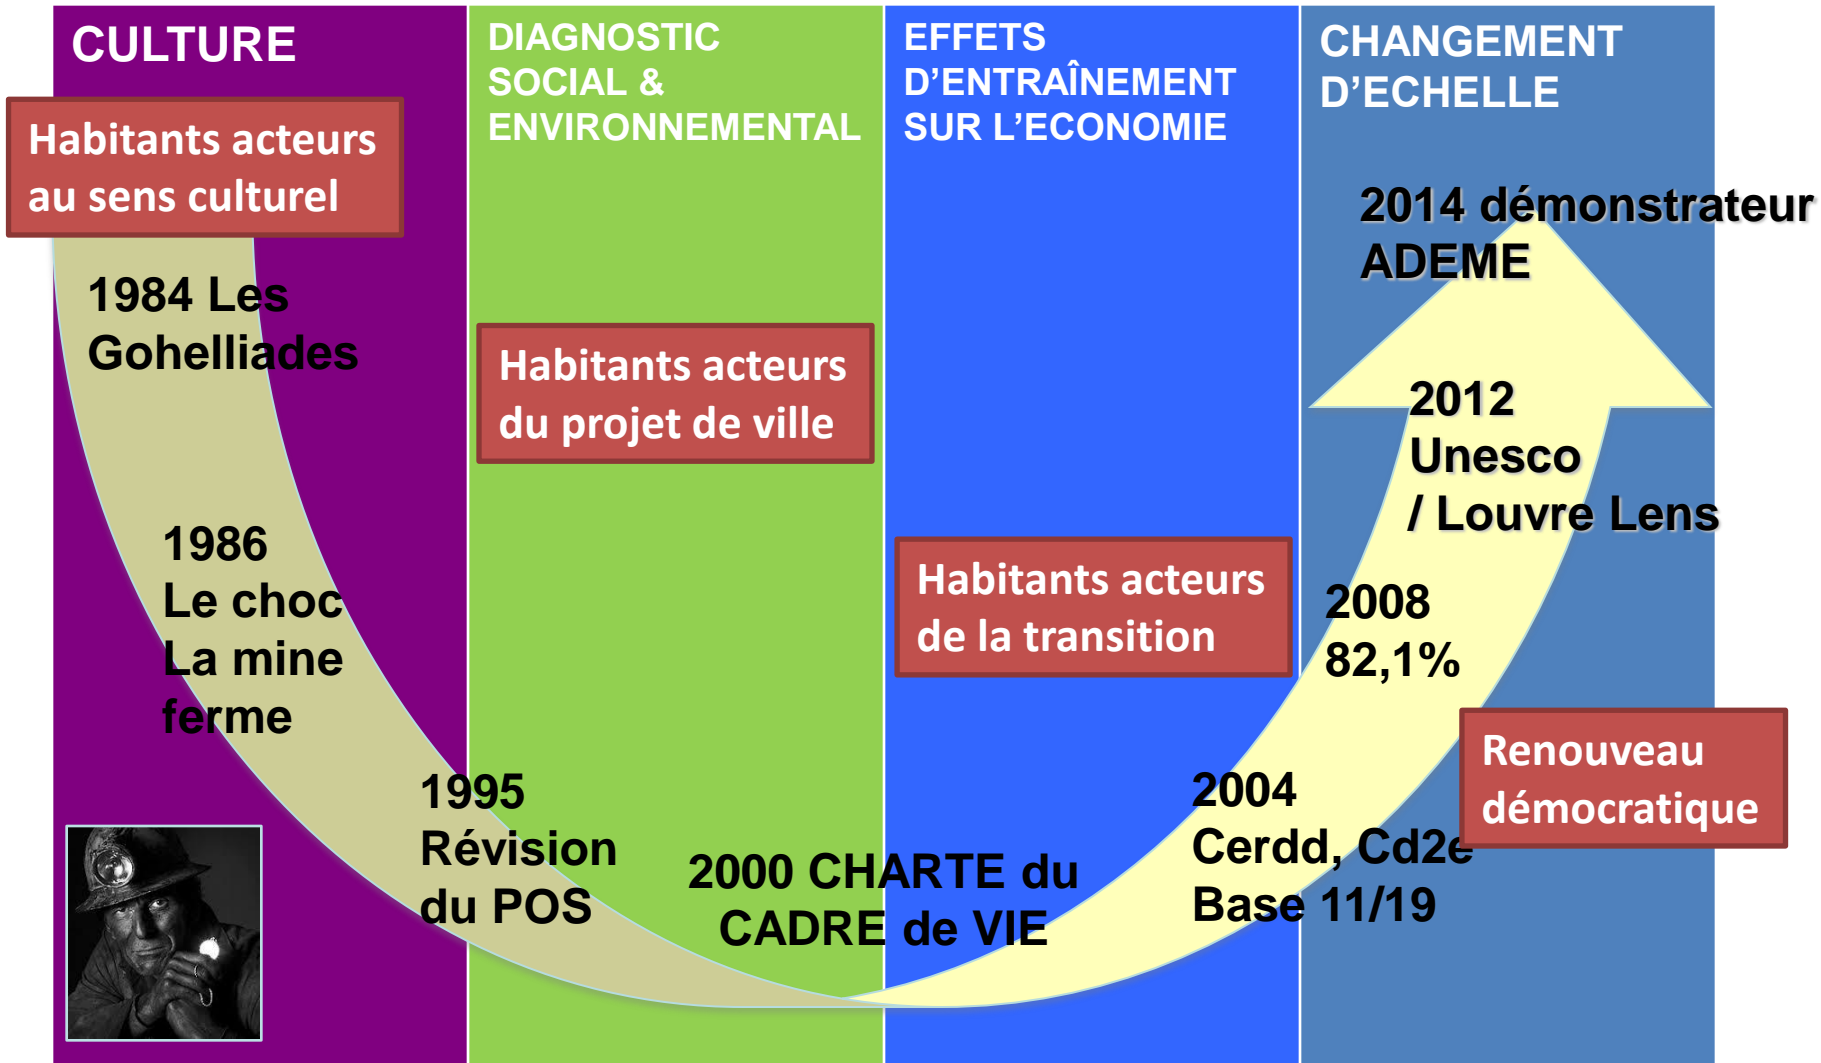 CULTURE
Habitants acteurs
au sens culturel
1984 Les
Gohelliades
1986
Le choc
La mine
ferme
DIAGNOSTIC
SOCIAL &
ENVIRONNEMENTAL
Habitants acteurs
du projet de ville
1995
Révision
du POS
2000 CHARTE du
CADRE de VIE
EFFETS
D’ENTRAÎNEMENT
SUR L’ECONOMIE
Habitants acteurs
de la transition
2004
Cerdd, Cd2e
Base 11/19
CHANGEMENT
D’ECHELLE
2014 démonstrateur
ADEME
2012
Unesco
/ Louvre Lens
2008
82,1%
Renouveau
démocratique